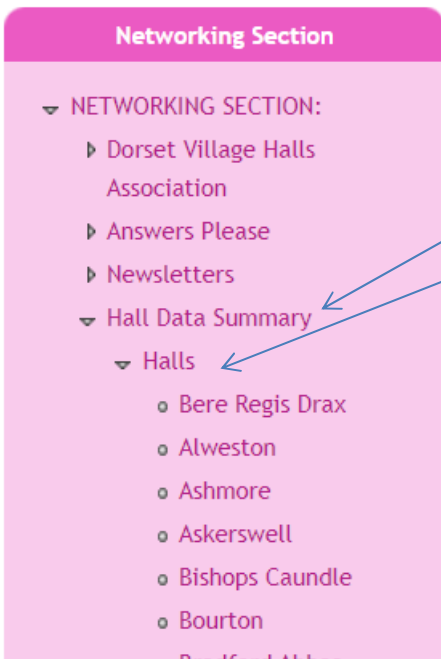 Networking Section
NETWORKING SECTION:
Dorset Village Halls
Association
Answers Please
Newsletters
Hall Data Summary
Halls
Bere Regis Drax
Alweston
Ashmore
Askerswell
Bishops Caundle
Bourton